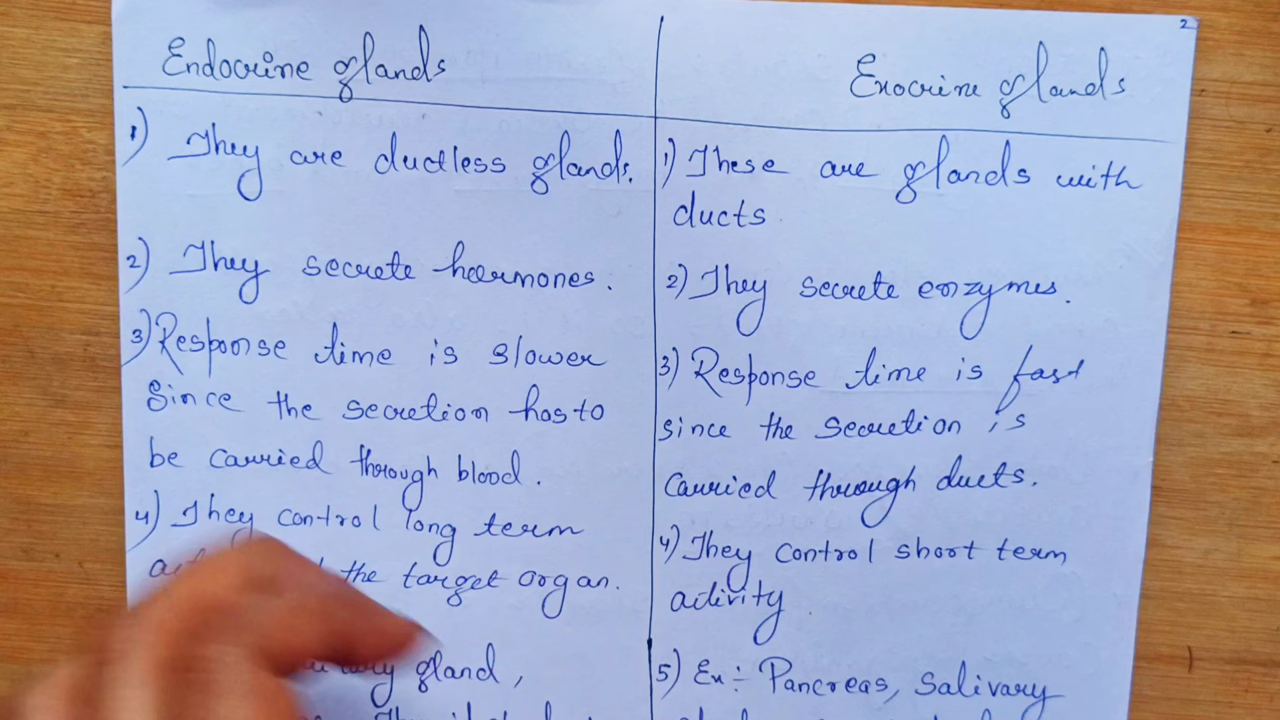 2
Endocrine glands
1) They are ductless glands.
2) They secrete hormones.
3) Response time is slower
Since the secretion has to
be carried through blood.
4) They control long term
the target organ.
gland,
Exocrine glands
1) These are glands with
ducts.
2) They secrete enzymes.
3) Response time is fast
since the Secretion is
Carried through ducts.
4) They control short term
activity.
5) Ex:- Pancreas, Salivary